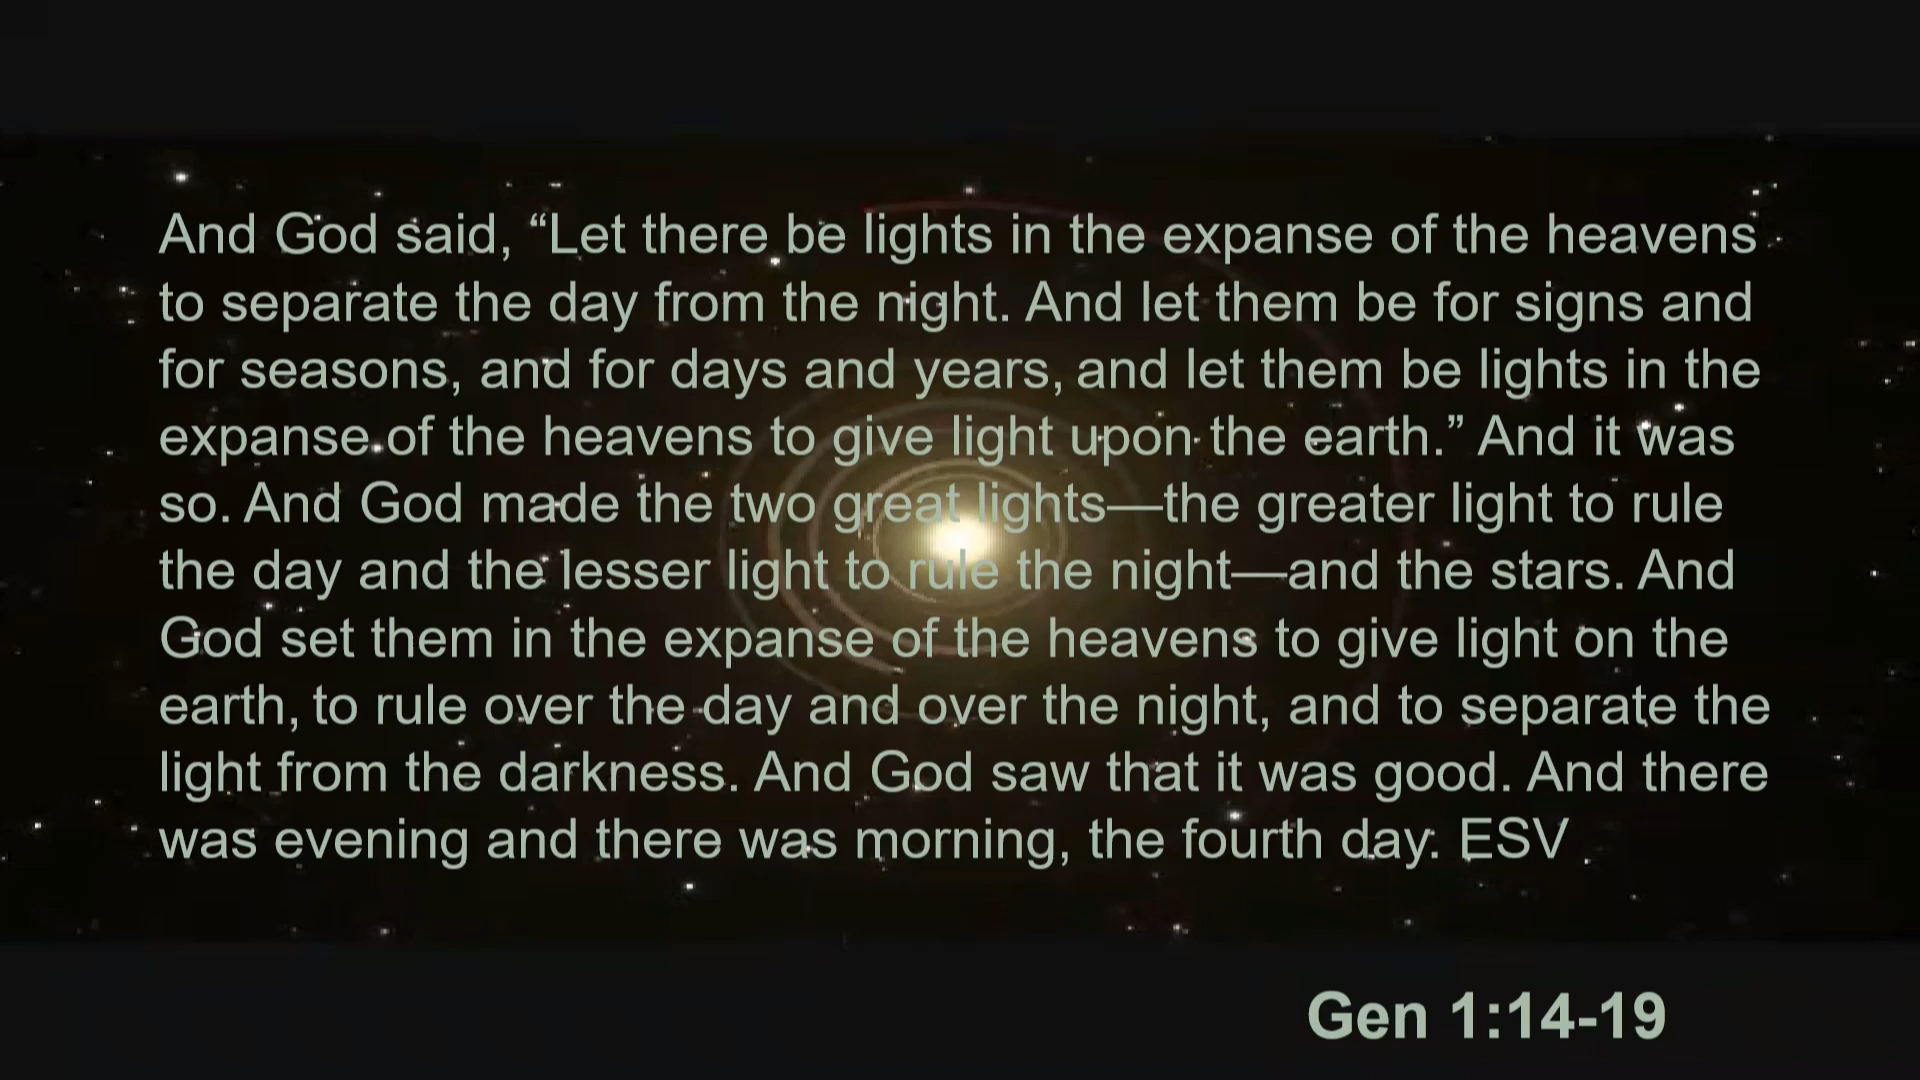 And God said, “Let there be lights in the expanse of the heavens
to separate the day from the night. And let them be for signs and
for seasons, and for days and years, and let them be lights in the
expanse of the heavens to give light upon the earth.” And it was
so. And God made the two great lights—the greater light to rule
the day and the lesser light to rule the night—and the stars. And
God set them in the expanse of the heavens to give light on the
earth, to rule over the day and over the night, and to separate the
light from the darkness. And God saw that it was good. And there
was evening and there was morning, the fourth day. ESV
Gen 1:14-19